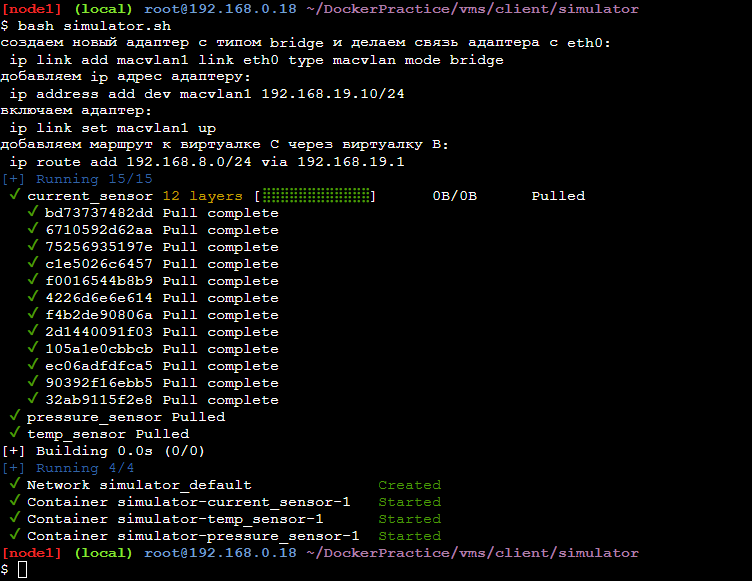 [node1] (local) root@192.168.0.18 ~/DockerPractice/vms/client/simulator
$ bash simulator.sh
создаем новый адаптер с типом bridge и делаем связь адаптера с eth0:
 ip link add macvlan1 link eth0 type macvlan mode bridge
добавляем ip адрес адаптеру:
 ip address add dev macvlan1 192.168.19.10/24
включаем адаптер:
 ip link set macvlan1 up
добавляем маршрут к виртуалке C через виртуалку B:
 ip route add 192.168.8.0/24 via 192.168.19.1
[+] Running 15/15
 ✓ current_sensor 12 layers [⣿⣿⣿⣿⣿⣿⣿⣿⣿⣿⣿⣿] 0B/0B Pulled
   ✓ bd73737482dd Pull complete
   ✓ 6710592d62aa Pull complete
   ✓ 75256935197e Pull complete
   ✓ c1e5026c6457 Pull complete
   ✓ f0016544b8b9 Pull complete
   ✓ 4226d6e6e614 Pull complete
   ✓ f4b2de90806a Pull complete
   ✓ 2d1440091f03 Pull complete
   ✓ 105a1e0cbbcb Pull complete
   ✓ ec06adfdfca5 Pull complete
   ✓ 90392f16ebb5 Pull complete
   ✓ 32ab9115f2e8 Pull complete
 ✓ pressure_sensor Pulled
 ✓ temp_sensor Pulled
[+] Building 0.0s (0/0)
[+] Running 4/4
 ✓ Network simulator_default Created
 ✓ Container simulator-current_sensor-1 Started
 ✓ Container simulator-temp_sensor-1 Started
 ✓ Container simulator-pressure_sensor-1 Started
[node1] (local) root@192.168.0.18 ~/DockerPractice/vms/client/simulator
$